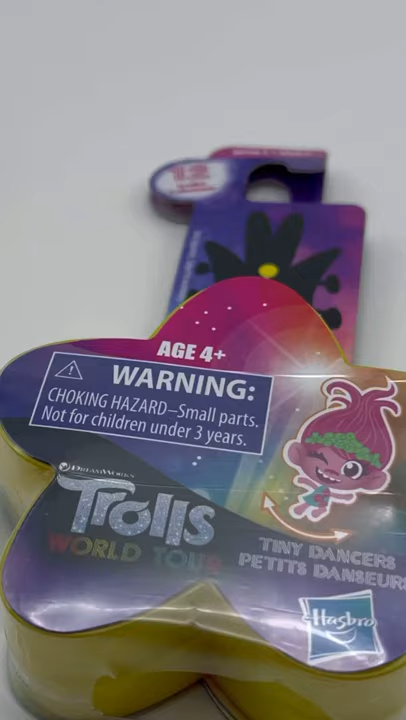 12
AGE 4+
WARNING:
CHOKING HAZARD—Small parts.
Not for children under 3 years.
DREAMWORKS
Trolls
WORLD TOUR
TINY DANCERS
PETITS DANSEURS
Hasbro